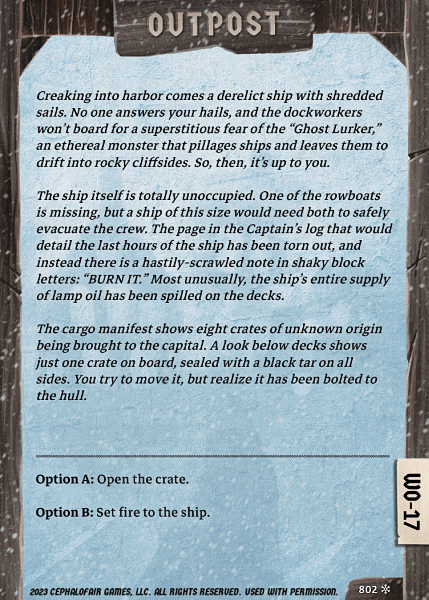 OUTPOST
Creaking into harbor comes a derelict ship with shredded
sails. No one answers your hails, and the dockworkers
won't board for a superstitious fear of the “Ghost Lurker,”
an ethereal monster that pillages ships and leaves them to
drift into rocky cliffsides. So, then, it's up to you.
The ship itself is totally unoccupied. One of the rowboats
is missing, but a ship of this size would need both to safely
evacuate the crew. The page in the Captain's log that would
detail the last hours of the ship has been torn out, and
instead there is a hastily-scrawled note in shaky block
letters: “BURN IT.” Most unusually, the ship's entire supply
of lamp oil has been spilled on the decks.
The cargo manifest shows eight crates of unknown origin
being brought to the capital. A look below decks shows
just one crate on board, sealed with a black tar on all
sides. You try to move it, but realize it has been bolted to
the hull.
Option A: Open the crate.
Option B: Set fire to the ship.
WO-17
2023 CEPHALOFAIR GAMES, LLC. ALL RIGHTS RESERVED. USED WITH PERMISSION.
802